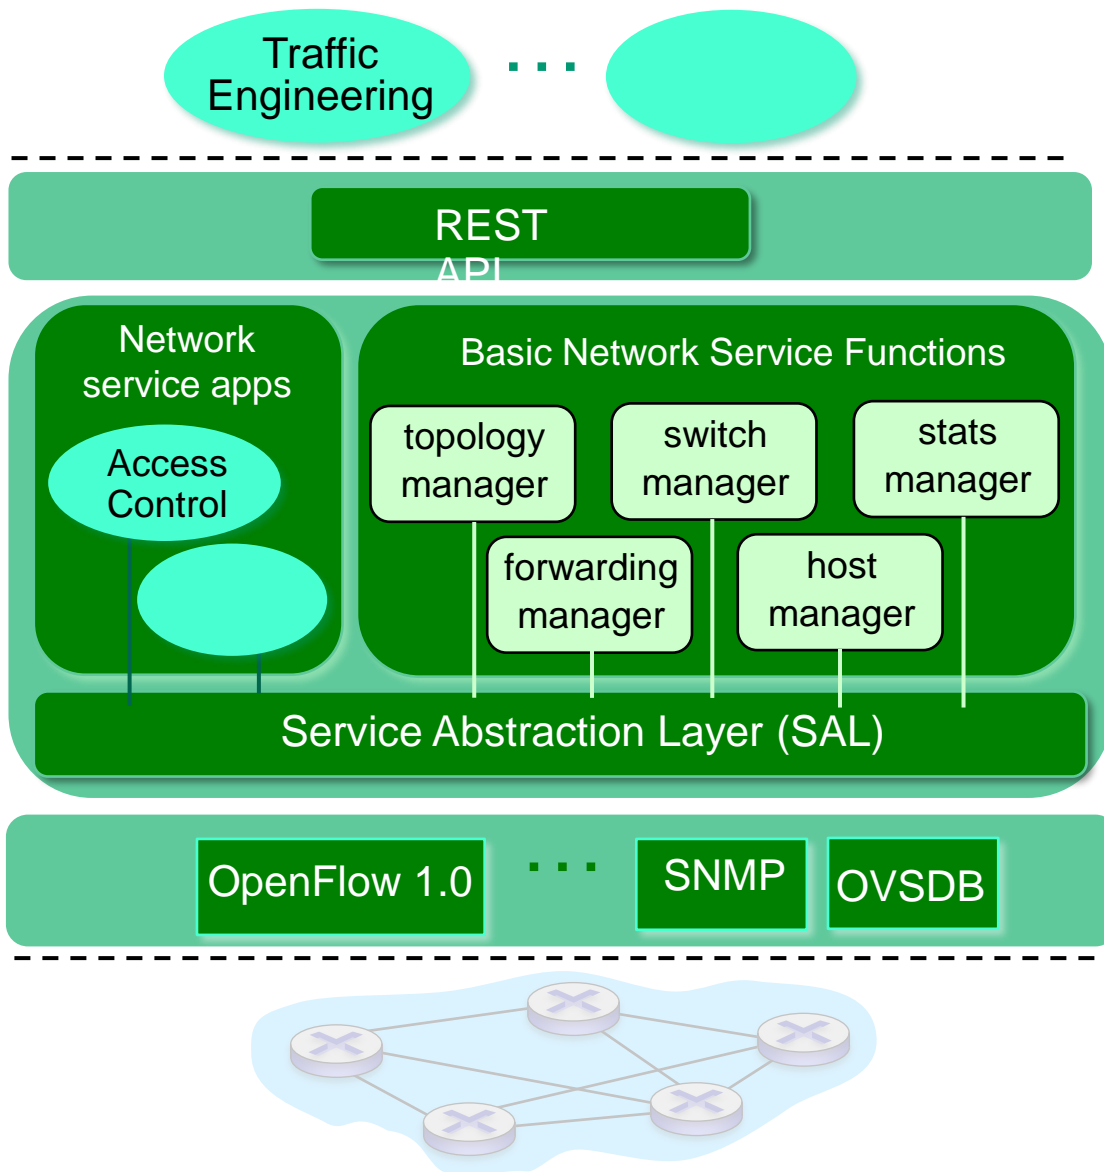 Traffic
Engineering
REST
API
Network
service apps
Basic Network Service Functions
topology
manager
switch
manager
stats
manager
Access
Control
forwarding
manager
host
manager
Service Abstraction Layer (SAL)
OpenFlow 1.0
SNMP
OVSDB